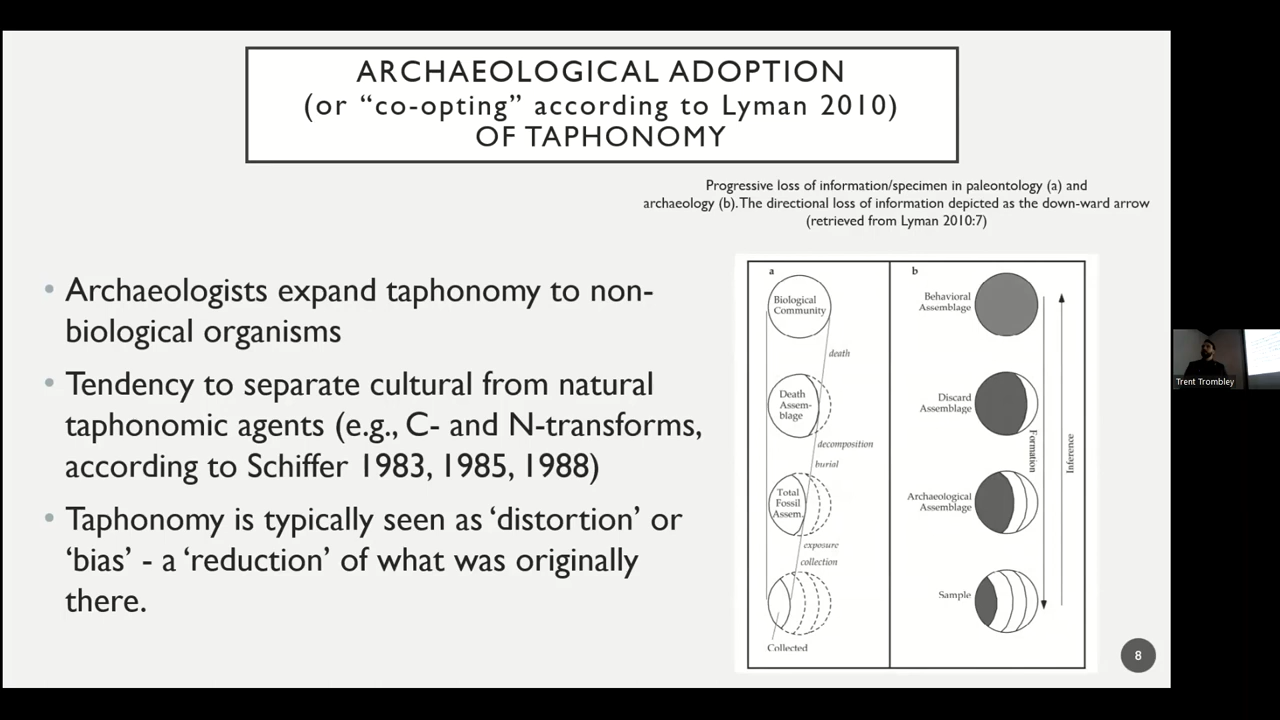 ARCHAEOLOGICAL ADOPTION
(or “co-opting” according to Lyman 2010)
OF TAPHONOMY
Progressive loss of information/specimen in paleontology (a) and
archaeology (b). The directional loss of information depicted as the down-ward arrow
(retrieved from Lyman 2010:7)
• Archaeologists expand taphonomy to non-
biological organisms
• Tendency to separate cultural from natural
taphonomic agents (e.g., C- and N-transforms,
according to Schiffer 1983, 1985, 1988)
• Taphonomy is typically seen as ‘distortion’ or
‘bias’ - a ‘reduction’ of what was originally
there.
a
Biological
Community
death
Death
Assem-
blage
decomposition
burial
Total
Fossil
Assem.
exposure
collection
Collected
b
Behavioral
Assemblage
Discard
Assemblage
Archaeological
Assemblage
Sample
Formation
Inference
8
Trent Trombley